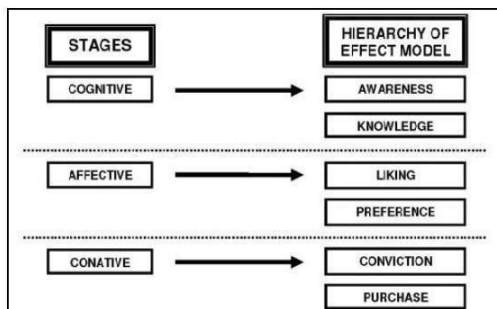 STAGES
HIERARCHY OF
EFFECT MODEL
COGNITIVE
AWARENESS
KNOWLEDGE
AFFECTIVE
LIKING
PREFERENCE
CONATIVE
CONVICTION
PURCHASE